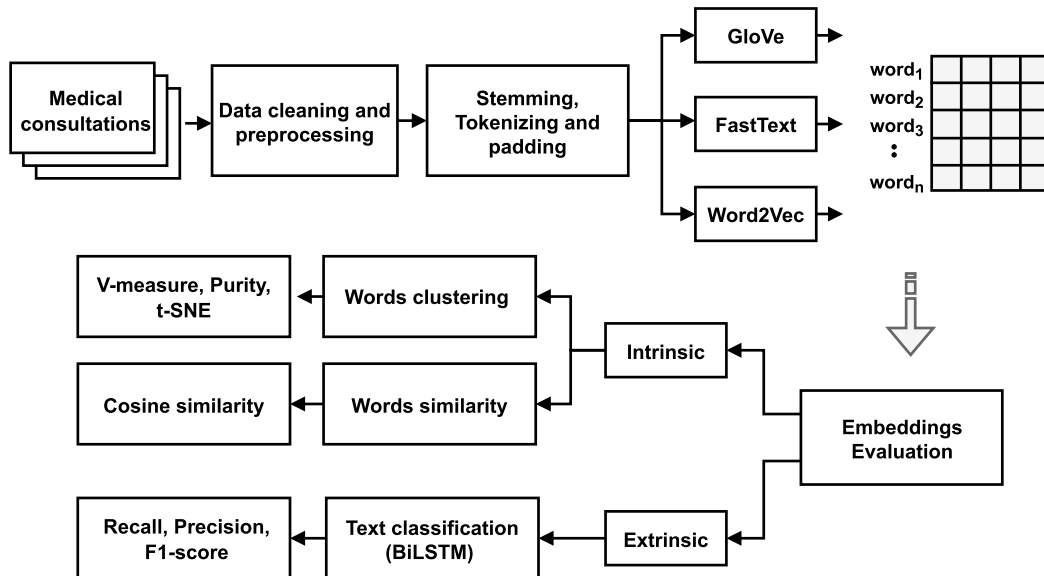 Medical
consultations
Data cleaning and
preprocessing
Stemming,
Tokenizing and
padding
GloVe
FastText
Word2Vec
word1
word2
word3
:
wordn
V-measure, Purity,
t-SNE
Words clustering
Intrinsic
Cosine similarity
Words similarity
Embeddings
Evaluation
Recall, Precision,
F1-score
Text classification
(BiLSTM)
Extrinsic